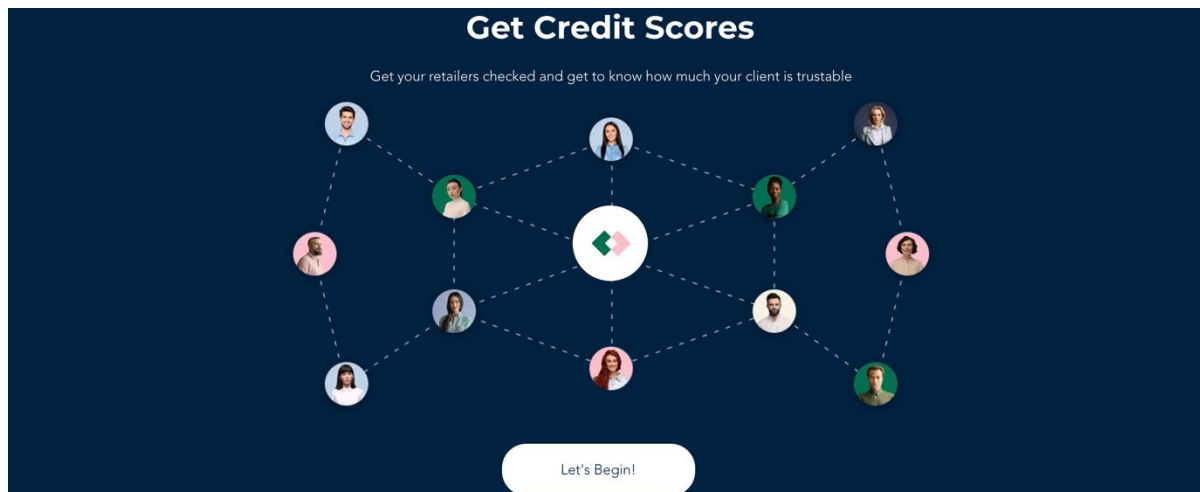 Get Credit Scores
Get your retailers checked and get to know how much your client is trustable
Let's Begin!